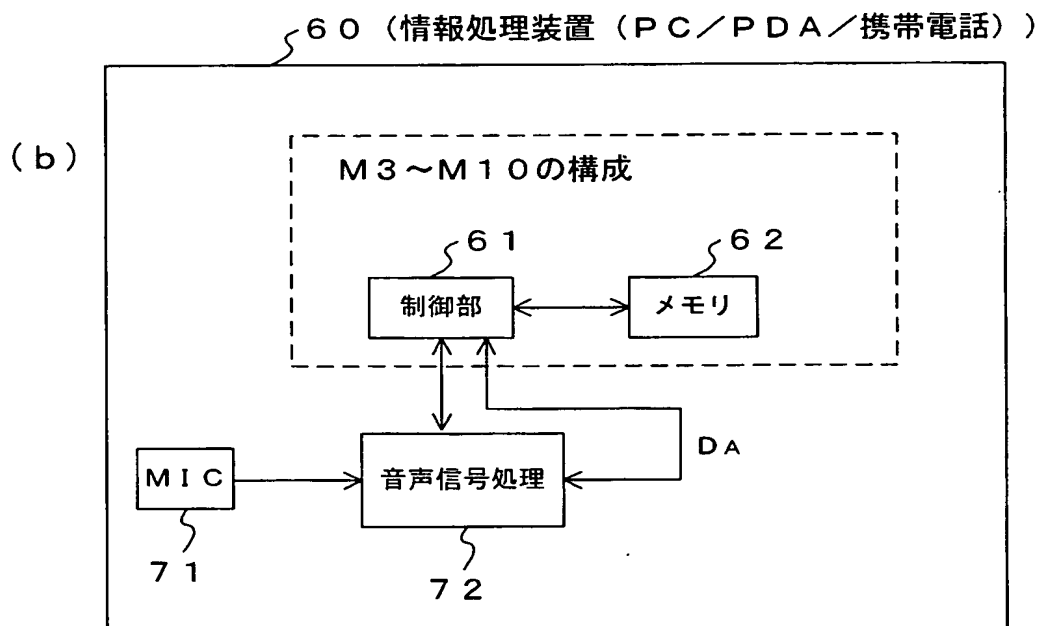 ６０（情報処理装置（ＰＣ／ＰＤＡ／携帯電話））
（ｂ）
Ｍ３～Ｍ１０の構成
６１
６２
制御部
メモリ
ＤA
ＭＩＣ
音声信号処理
７１
７２